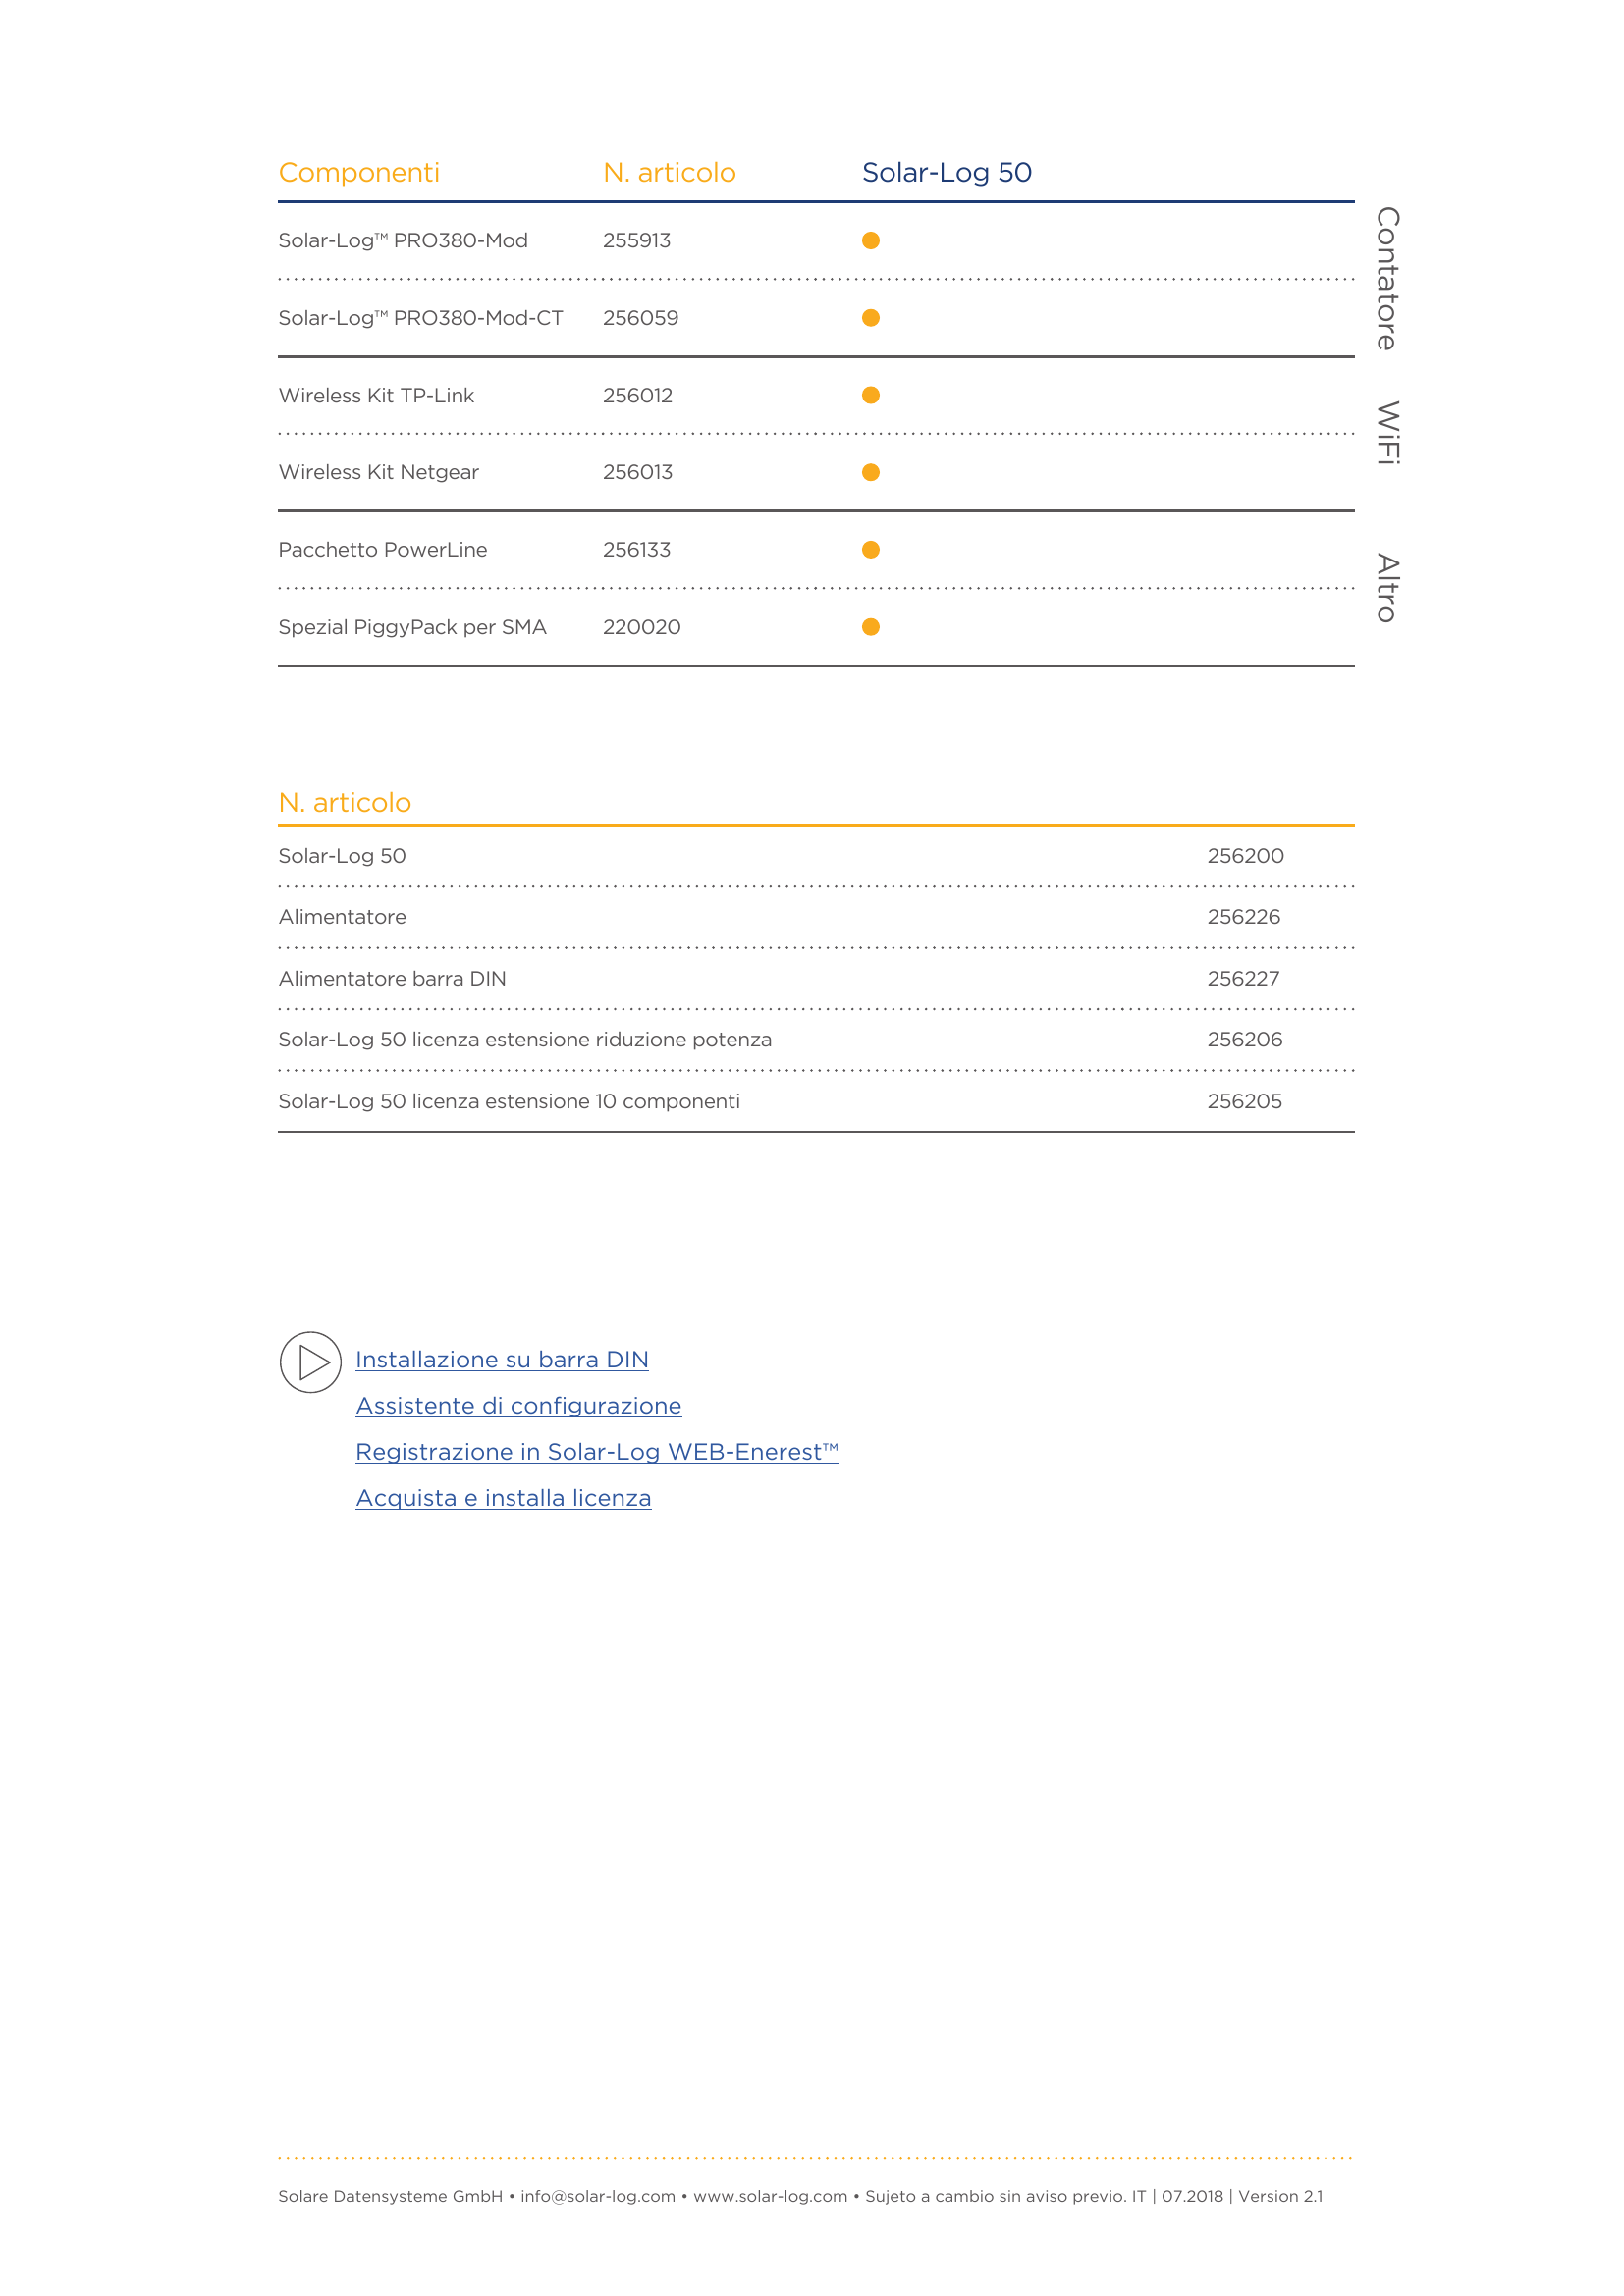 Componenti N. articolo Solar-Log 50
Solar-Log™ PRO380-Mod 255913
Solar-Log™ PRO380-Mod-CT 256059
Contatore
Wireless Kit TP-Link 256012
Wireless Kit Netgear 256013
WiFi
Pacchetto PowerLine 256133
Spezial PiggyPack per SMA 220020
Altro
N. articolo
Solar-Log 50 256200
Alimentatore 256226
Alimentatore barra DIN 256227
Solar-Log 50 licenza estensione riduzione potenza 256206
Solar-Log 50 licenza estensione 10 componenti 256205
Installazione su barra DIN
Assistente di configurazione
Registrazione in Solar-Log WEB-Enerest™
Acquista e installa licenza
Solare Datensysteme GmbH • info@solar-log.com • www.solar-log.com • Sujeto a cambio sin aviso previo. IT | 07.2018 | Version 2.1